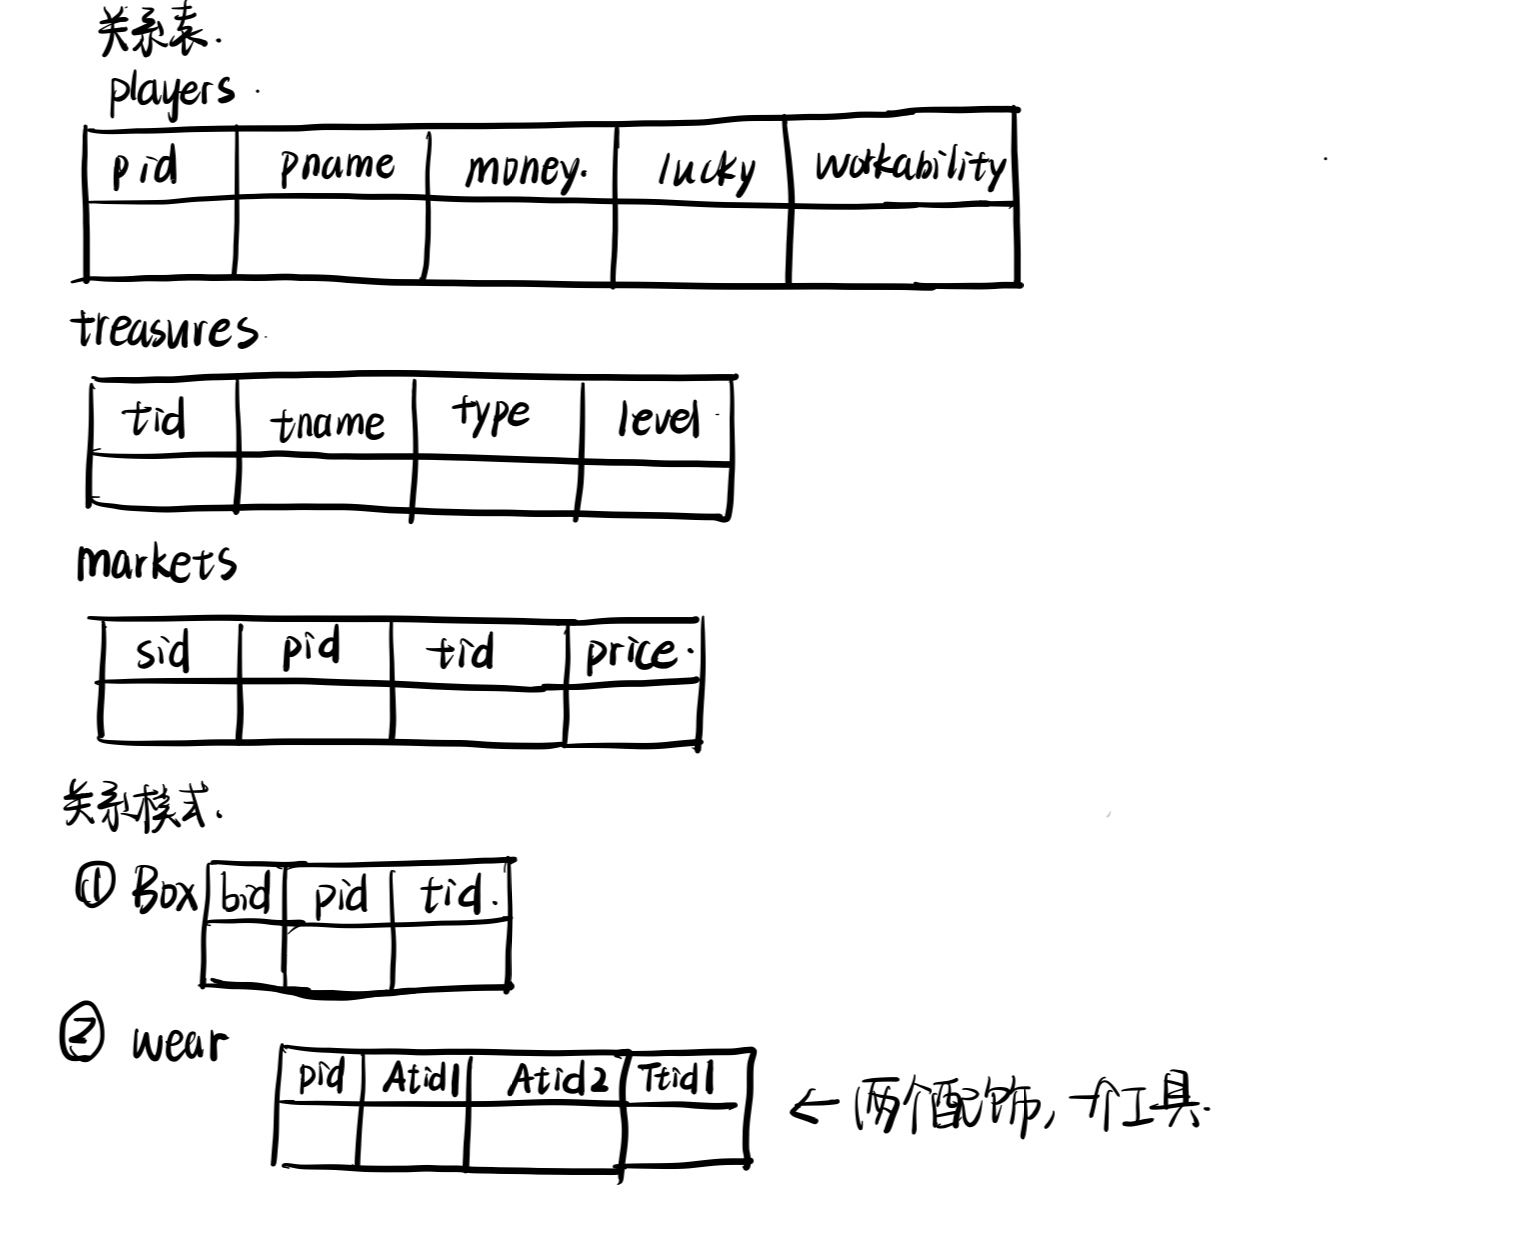 关系表.
players.
pid pname money. lucky workability
treasures.
tid tname type level
markets
sid pid tid price.
关系模式.
① Box bid pid tid.
② wear pid Atid1 Atid2 Ttid1 ← 两个配饰,一个工具.